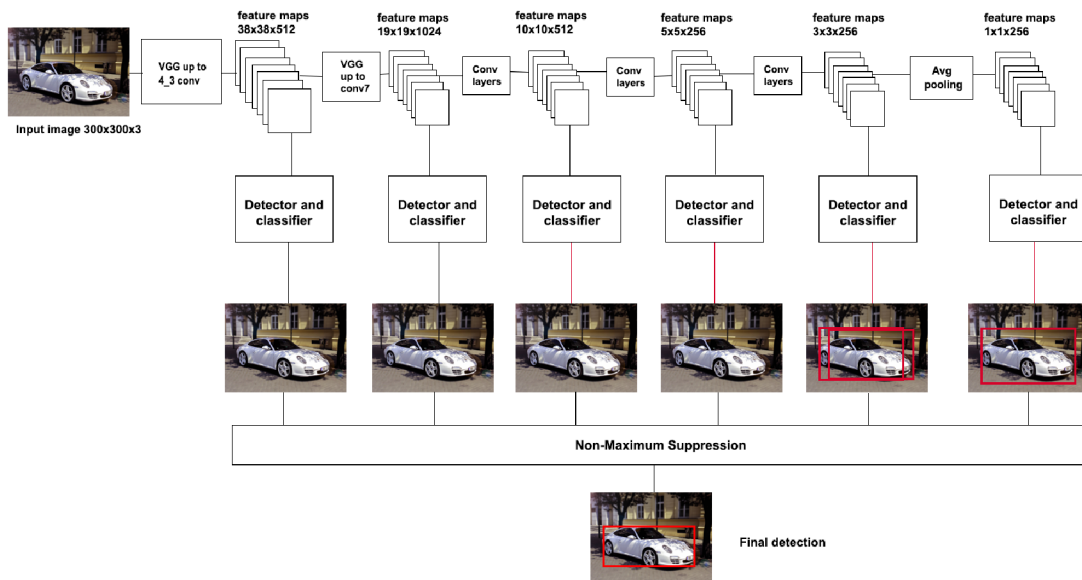 feature maps
38x38x512
feature maps
19x19x1024
feature maps
10x10x512
feature maps
5x5x256
feature maps
3x3x256
feature maps
1x1x256
VGG up to
4_3 conv
VGG
up to
conv7
Conv
layers
Conv
layers
Conv
layers
Avg
pooling
Input image 300x300x3
Detector and
classifier
Detector and
classifier
Detector and
classifier
Detector and
classifier
Detector and
classifier
Detector and
classifier
Non-Maximum Suppression
Final detection